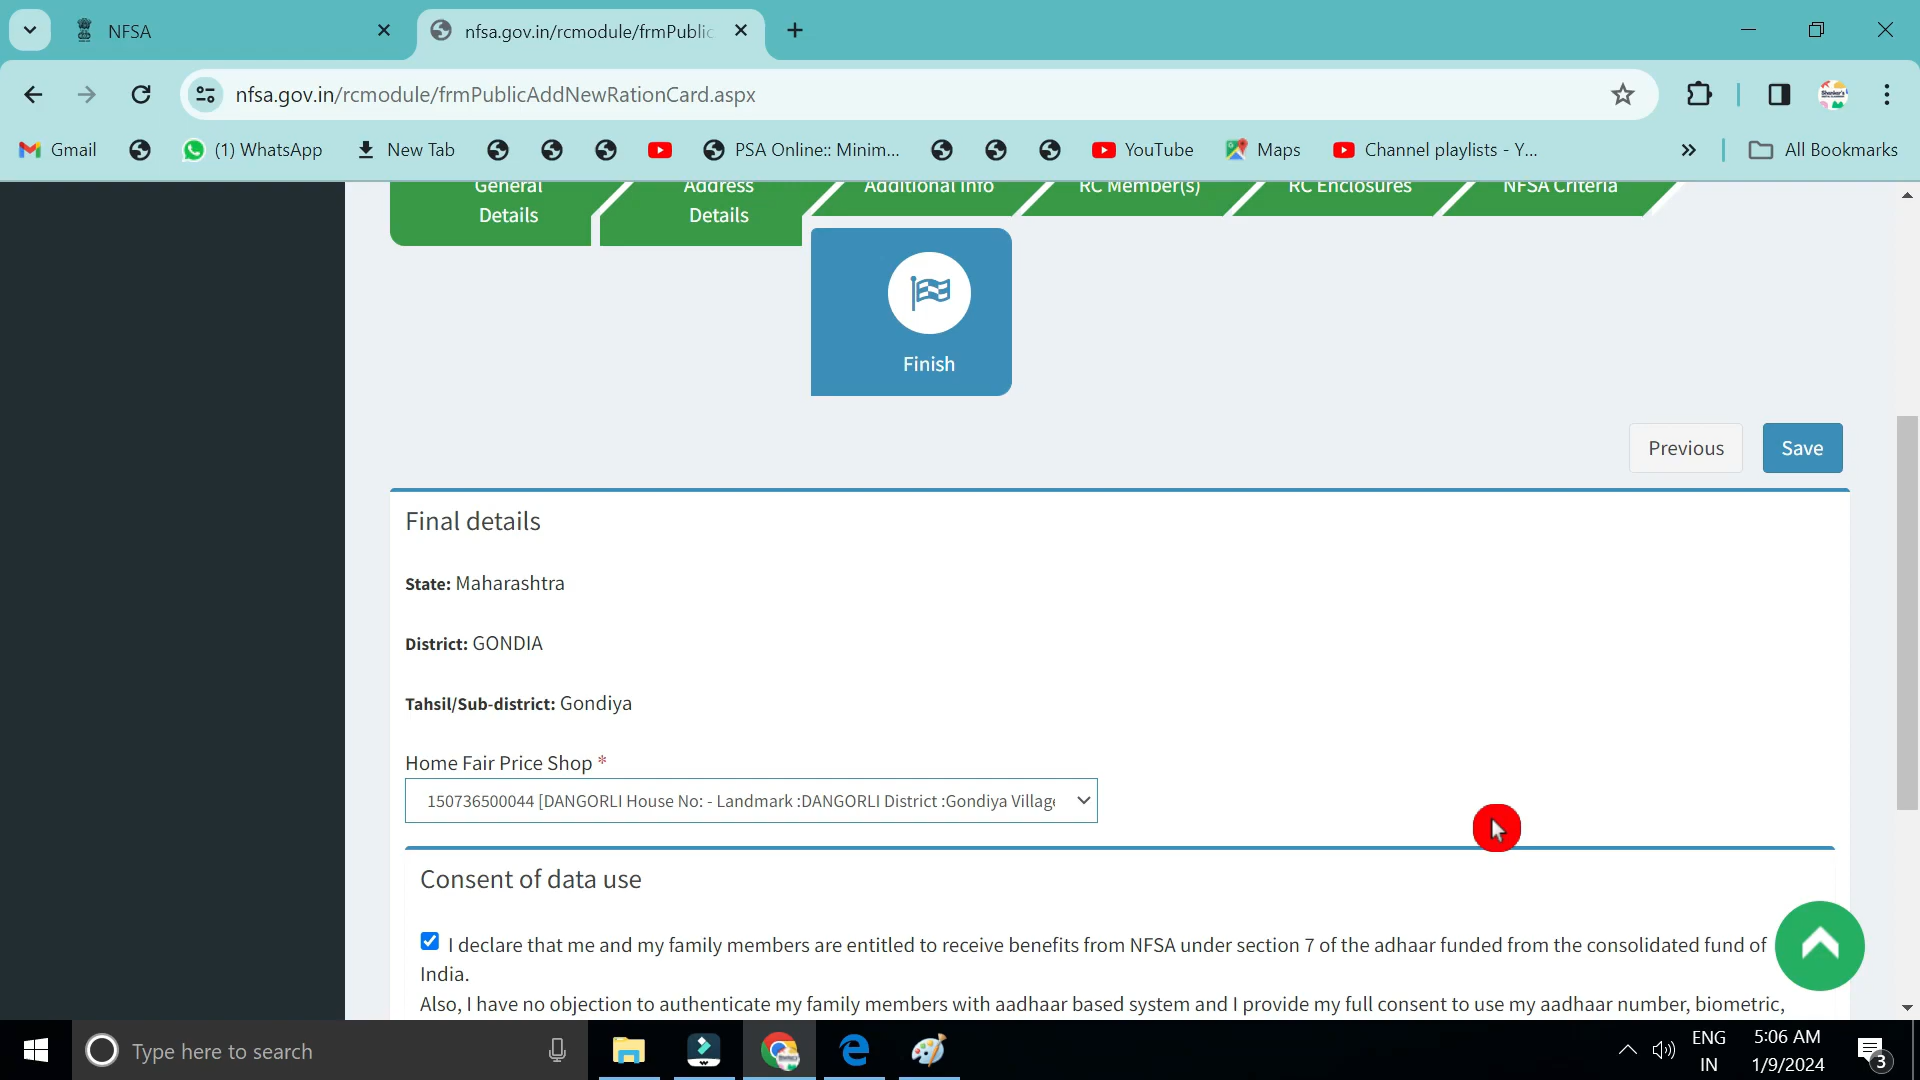 NFSA
nfsa.gov.in/rcmodule/frmPublic
nfsa.gov.in/rcmodule/frmPublicAddNewRationCard.aspx
Gmail
(1) WhatsApp
New Tab
PSA Online:: Minim...
YouTube
Maps
Channel playlists - Y...
»
All Bookmarks
General Details
Address Details
Additional Info
RC Member(s)
RC Enclosures
NFSA Criteria
Finish
Previous
Save
Final details
State: Maharashtra
District: GONDIA
Tahsil/Sub-district: Gondiya
Home Fair Price Shop *
150736500044 [DANGORLI House No: - Landmark :DANGORLI District :Gondiya Village
Consent of data use
I declare that me and my family members are entitled to receive benefits from NFSA under section 7 of the adhaar funded from the consolidated fund of
India.
Also, I have no objection to authenticate my family members with aadhaar based system and I provide my full consent to use my aadhaar number, biometric,
Type here to search
ENG
IN
5:06 AM
1/9/2024
3